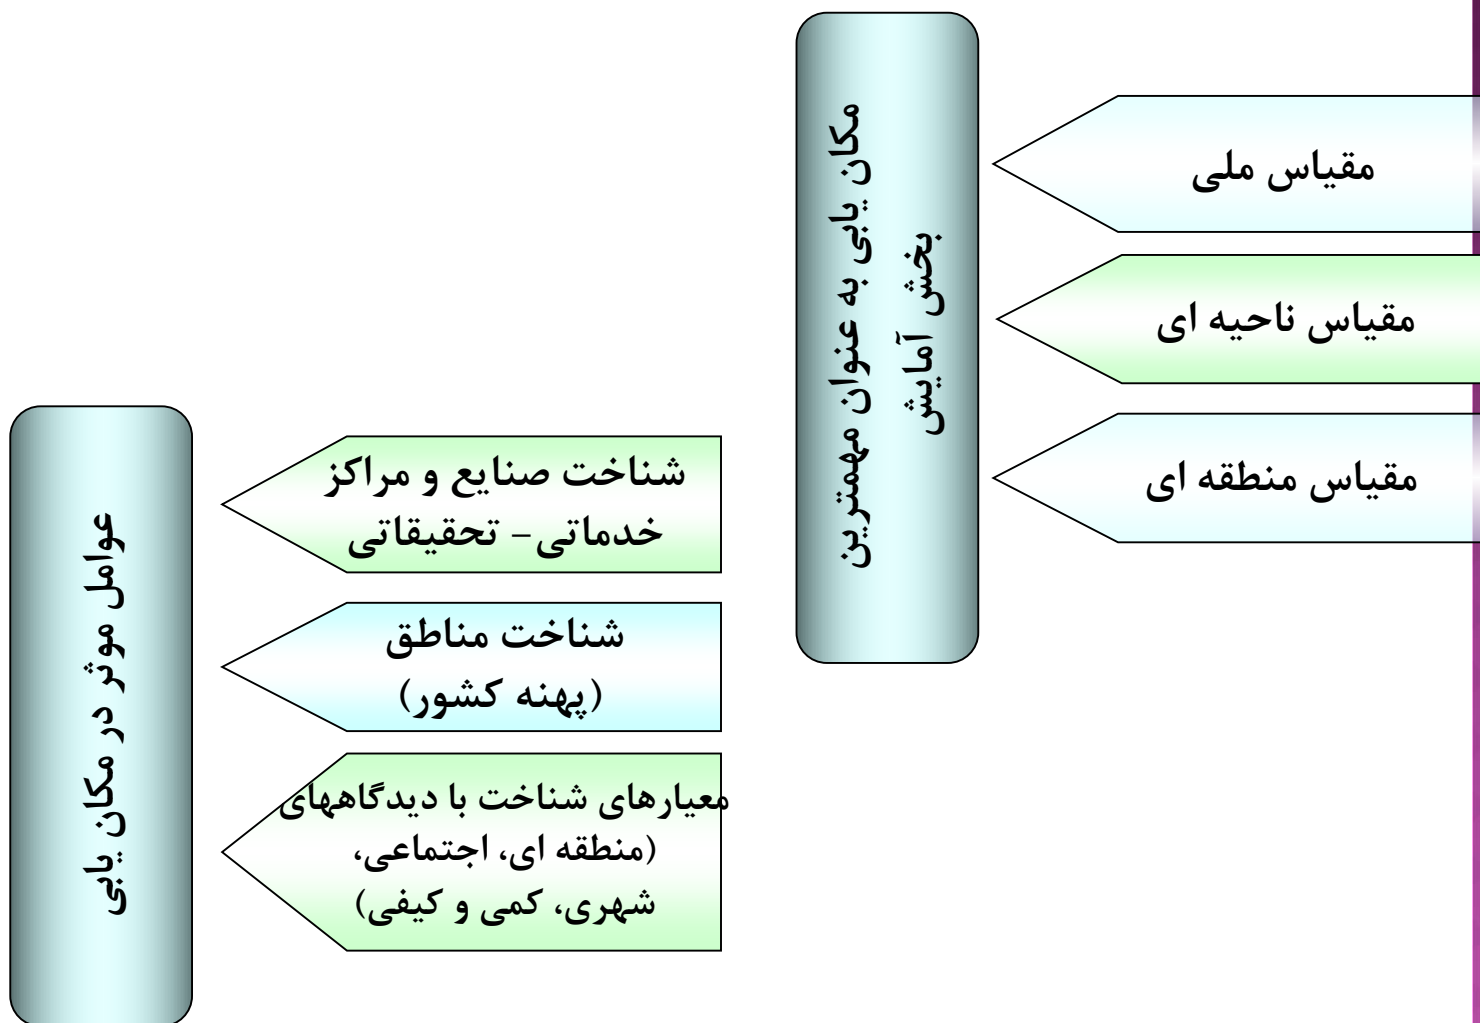 مکان یابی به عنوان مهمترین
بخش آمایش
مقیاس ملی
مقیاس ناحیه ای
مقیاس منطقه ای
عوامل موثر در مکان یابی
شناخت صنایع و مراکز
خدماتی- تحقیقاتی
شناخت مناطق
(پهنه کشور)
معیارهای شناخت با دیدگاههای
(منطقه ای، اجتماعی،
شهری، کمی و کیفی)